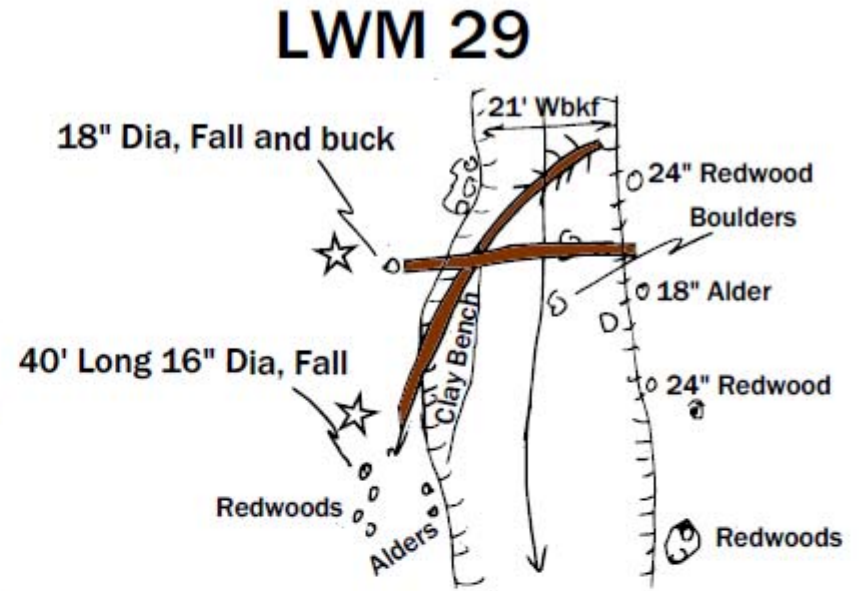 LWM 29
21' Wbkf
18" Dia, Fall and buck
24" Redwood
Boulders
18" Alder
Clay Bench
40' Long 16" Dia, Fall
24" Redwood
Redwoods
Alders
Redwoods